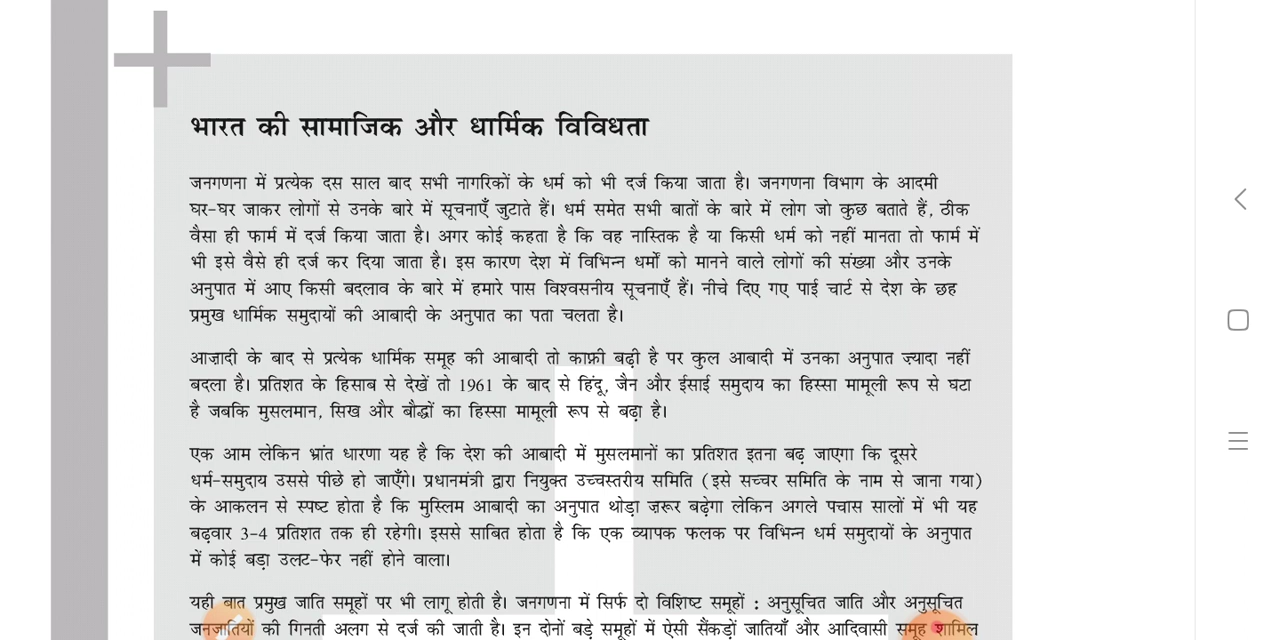 भारत की सामाजिक और धार्मिक विविधता
जनगणना में प्रत्येक दस साल बाद सभी नागरिकों के धर्म को भी दर्ज किया जाता है। जनगणना विभाग के आदमी
घर-घर जाकर लोगों से उनके बारे में सूचनाएँ जुटाते हैं। धर्म समेत सभी बातों के बारे में लोग जो कुछ बताते हैं, ठीक
वैसा ही फार्म में दर्ज किया जाता है। अगर कोई कहता है कि वह नास्तिक है या किसी धर्म को नहीं मानता तो फार्म में
भी इसे वैसे ही दर्ज कर दिया जाता है। इस कारण देश में विभिन्न धर्मों को मानने वाले लोगों की संख्या और उनके
अनुपात में आए किसी बदलाव के बारे में हमारे पास विश्वसनीय सूचनाएँ हैं। नीचे दिए गए पाई चार्ट से देश के छह
प्रमुख धार्मिक समुदायों की आबादी के अनुपात का पता चलता है।
आज़ादी के बाद से प्रत्येक धार्मिक समूह की आबादी तो काफ़ी बढ़ी है पर कुल आबादी में उनका अनुपात ज़्यादा नहीं
बदला है। प्रतिशत के हिसाब से देखें तो 1961 के बाद से हिंदू, जैन और ईसाई समुदाय का हिस्सा मामूली रूप से घटा
है जबकि मुसलमान, सिख और बौद्धों का हिस्सा मामूली रूप से बढ़ा है।
एक आम लेकिन भ्रांत धारणा यह है कि देश की आबादी में मुसलमानों का प्रतिशत इतना बढ़ जाएगा कि दूसरे
धर्म-समुदाय उससे पीछे हो जाएँगे। प्रधानमंत्री द्वारा नियुक्त उच्चस्तरीय समिति (इसे सच्चर समिति के नाम से जाना गया)
के आकलन से स्पष्ट होता है कि मुस्लिम आबादी का अनुपात थोड़ा ज़रूर बढ़ेगा लेकिन अगले पचास सालों में भी यह
बढ़वार 3-4 प्रतिशत तक ही रहेगी। इससे साबित होता है कि एक व्यापक फलक पर विभिन्न धर्म समुदायों के अनुपात
में कोई बड़ा उलट-फेर नहीं होने वाला।
यही बात प्रमुख जाति समूहों पर भी लागू होती है। जनगणना में सिर्फ दो विशिष्ट समूहों : अनुसूचित जाति और अनुसूचित
जनजातियों की गिनती अलग से दर्ज की जाती है। इन दोनों बड़े समूहों में ऐसी सैंकड़ों जातियाँ और आदिवासी समूह शामिल